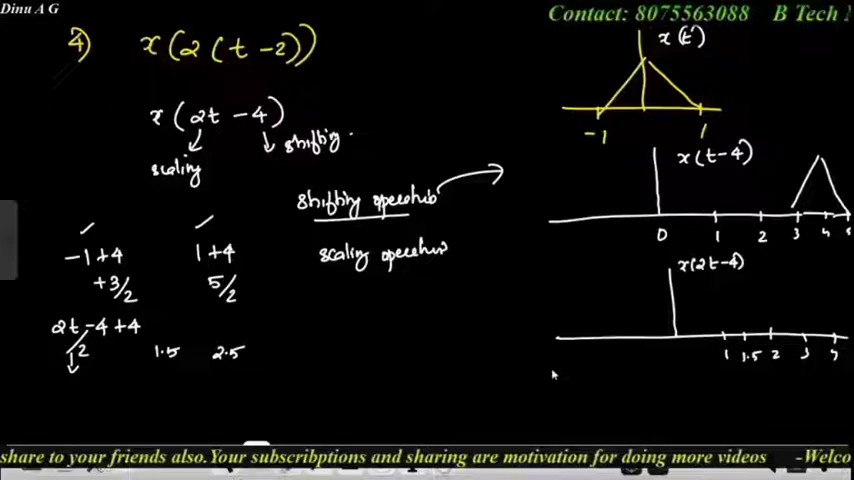 Dinu A G
Contact: 8075563088 B Tech
4) x(2(t-2))
x(t)
-1 1
x(2t-4)
scaling shifting
x(t-4)
shifting
0 1 2 3 4 5
scaling
-1+4 1+4
+3/2 5/2
x(2t-4)
2t-4+4
2
1.5 2.5
1 1.5 2 3 4
share to your friends also. Your subscribptions and sharing are motivation for doing more videos -Welco